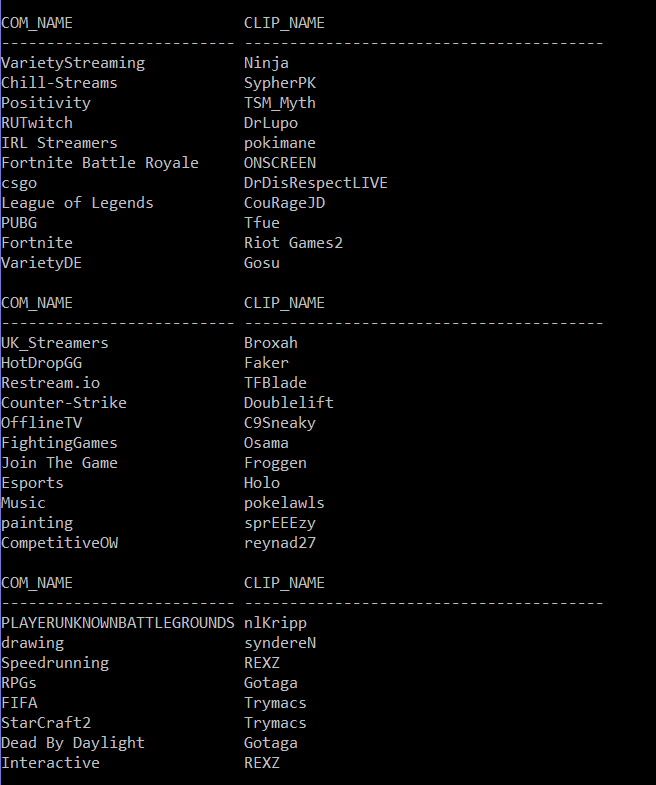 COM_NAME                   CLIP_NAME
-------------------------- ----------------------------------------
VarietyStreaming           Ninja
Chill-Streams              SypherPK
Positivity                 TSM_Myth
RUTwitch                   DrLupo
IRL Streamers              pokimane
Fortnite Battle Royale     ONSCREEN
csgo                       DrDisRespectLIVE
League of Legends          CouRageJD
PUBG                       Tfue
Fortnite                   Riot Games2
VarietyDE                  Gosu

COM_NAME                   CLIP_NAME
-------------------------- ----------------------------------------
UK_Streamers               Broxah
HotDropGG                  Faker
Restream.io                TFBlade
Counter-Strike             Doublelift
OfflineTV                  C9Sneaky
FightingGames              Osama
Join The Game              Froggen
Esports                    Holo
Music                      pokelawls
painting                   sprEEEzy
CompetitiveOW              reynad27

COM_NAME                   CLIP_NAME
-------------------------- ----------------------------------------
PLAYERUNKNOWNBATTLEGROUNDS nlKripp
drawing                    syndereN
Speedrunning               REXZ
RPGs                       Gotaga
FIFA                       Trymacs
StarCraft2                 Trymacs
Dead By Daylight           Gotaga
Interactive                REXZ